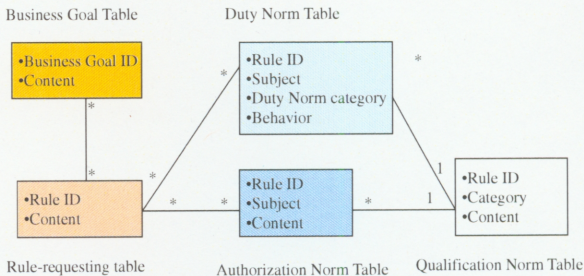 Business Goal Table
Duty Norm Table
•Business Goal ID
•Content
•Rule ID
•Subject
•Duty Norm category
•Behavior
*
*
*
*
*
1
•Rule ID
•Content
*
*
•Rule ID
•Subject
•Content
*
1
•Rule ID
•Category
•Content
Rule-requesting table
Authorization Norm Table
Qualification Norm Table